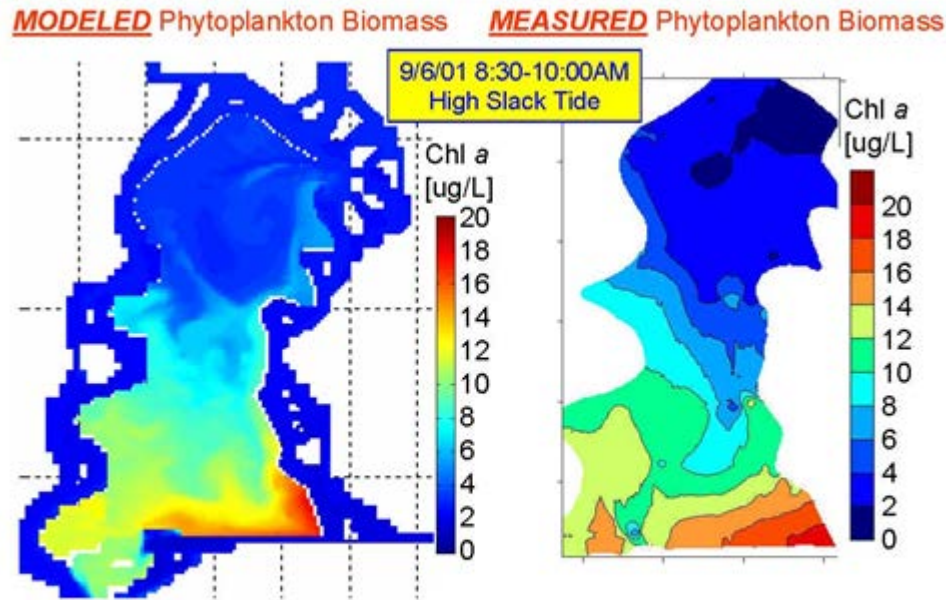 MODELED Phytoplankton Biomass
MEASURED Phytoplankton Biomass
9/6/01 8:30-10:00AM
High Slack Tide
Chl a
[ug/L]
20
18
16
14
12
10
8
6
4
2
0
Chl a
[ug/L]
20
18
16
14
12
10
8
6
4
2
0